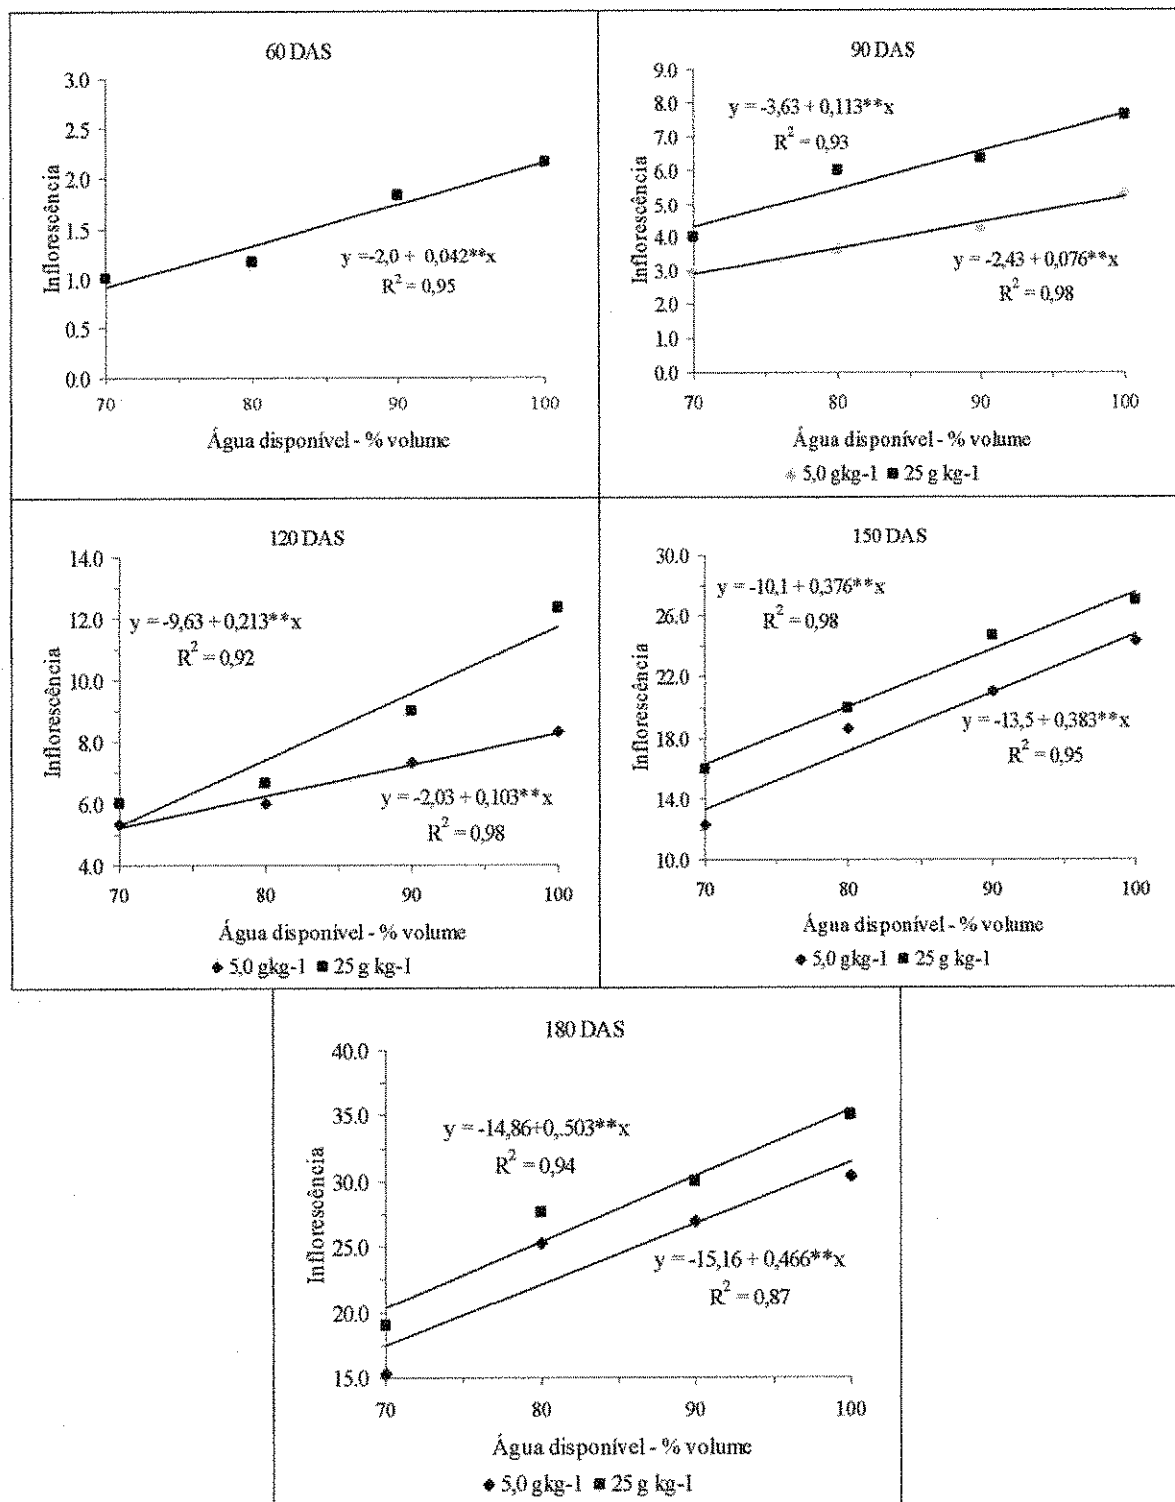 60 DAS
3.0
2.5
2.0
1.5
1.0
0.5
0.0
Inflorescência
y =-2,0 + 0,042**x
R² = 0,95
70 80 90 100
Água disponível - % volume
90 DAS
9.0
8.0
7.0
6.0
5.0
4.0
3.0
2.0
1.0
0.0
Inflorescência
y = -3,63 + 0,113**x
R² = 0,93
y = -2,43 + 0,076**x
R² = 0,98
70 80 90 100
Água disponível - % volume
5,0 gkg-1 25 g kg-1
120 DAS
14.0
12.0
10.0
8.0
6.0
4.0
Inflorescência
y = -9,63 + 0,213**x
R² = 0,92
y = -2,03 + 0,103**x
R² = 0,98
70 80 90 100
Água disponível - % volume
5,0 gkg-1 25 g kg-1
150 DAS
30.0
26.0
22.0
18.0
14.0
10.0
Inflorescência
y = -10,1 + 0,376**x
R² = 0,98
y = -13,5 + 0,383**x
R² = 0,95
70 80 90 100
Água disponível - % volume
5,0 gkg-1 25 g kg-1
180 DAS
40.0
35.0
30.0
25.0
20.0
15.0
Inflorescência
y = -14,86+0,.503**x
R² = 0,94
y = -15,16 + 0,466**x
R² = 0,87
70 80 90 100
Água disponível - % volume
5,0 gkg-1 25 g kg-1